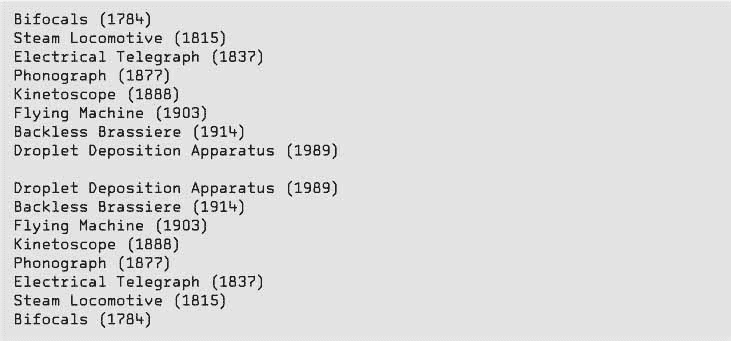 Bifocals (1784)
Steam Locomotive (1815)
Electrical Telegraph (1837)
Phonograph (1877)
Kinetoscope (1888)
Flying Machine (1903)
Backless Brassiere (1914)
Droplet Deposition Apparatus (1989)
Droplet Deposition Apparatus (1989)
Backless Brassiere (1914)
Flying Machine (1903)
Kinetoscope (1888)
Phonograph (1877)
Electrical Telegraph (1837)
Steam Locomotive (1815)
Bifocals (1784)